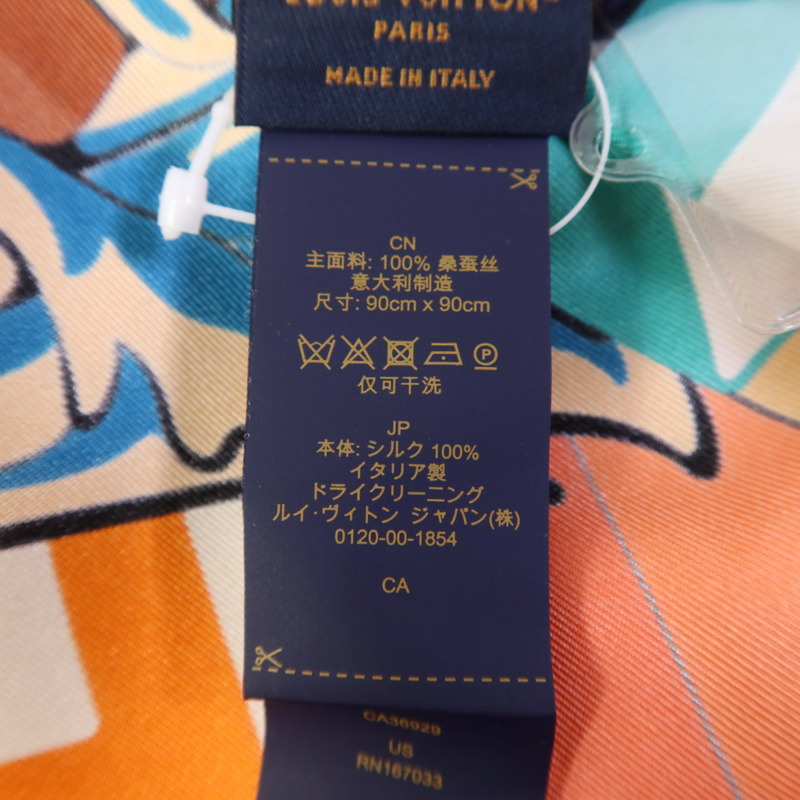 LOUIS VUITTON
PARIS
MADE IN ITALY
CN
主面料: 100% 桑蚕丝
意大利制造
尺寸: 90cm x 90cm
P
仅可干洗
JP
本体: シルク 100%
イタリア製
ドライクリーニング
ルイ·ヴィトン ジャパン(株)
0120-00-1854
CA
CA36929
US
RN167033